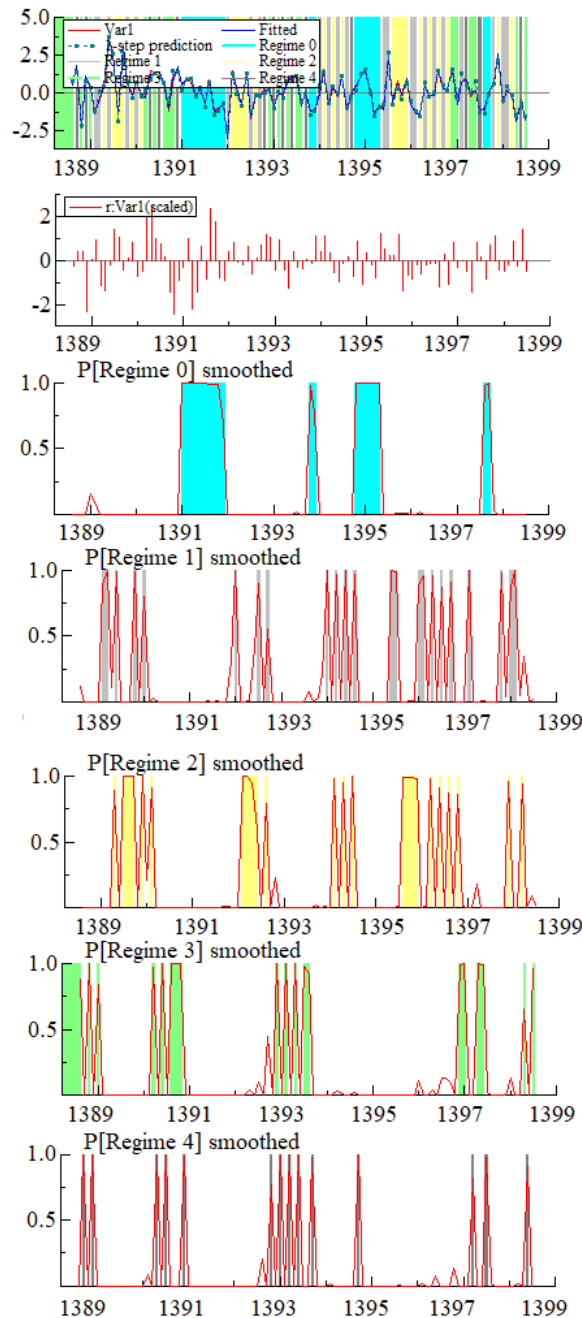 5.0
Var1 Fitted
-step prediction Regime 0
2.5
Regime 1 Regime 2
Regime 3 Regime 4
0.0
-2.5
1389 1391 1393 1395 1397 1399
r:Var1(scaled)
2
0
-2
1389 1391 1393 1395 1397 1399
P[Regime 0] smoothed
1.0
0.5
1389 1391 1393 1395 1397 1399
P[Regime 1] smoothed
1.0
0.5
1389 1391 1393 1395 1397 1399
P[Regime 2] smoothed
1.0
0.5
1389 1391 1393 1395 1397 1399
P[Regime 3] smoothed
1.0
0.5
1389 1391 1393 1395 1397 1399
P[Regime 4] smoothed
1.0
0.5
1389 1391 1393 1395 1397 1399